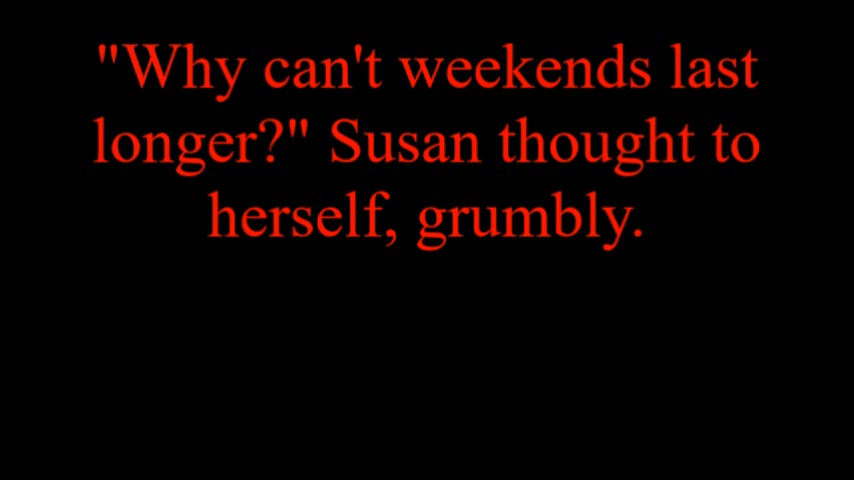 "Why can't weekends last
longer?" Susan thought to
herself, grumbly.